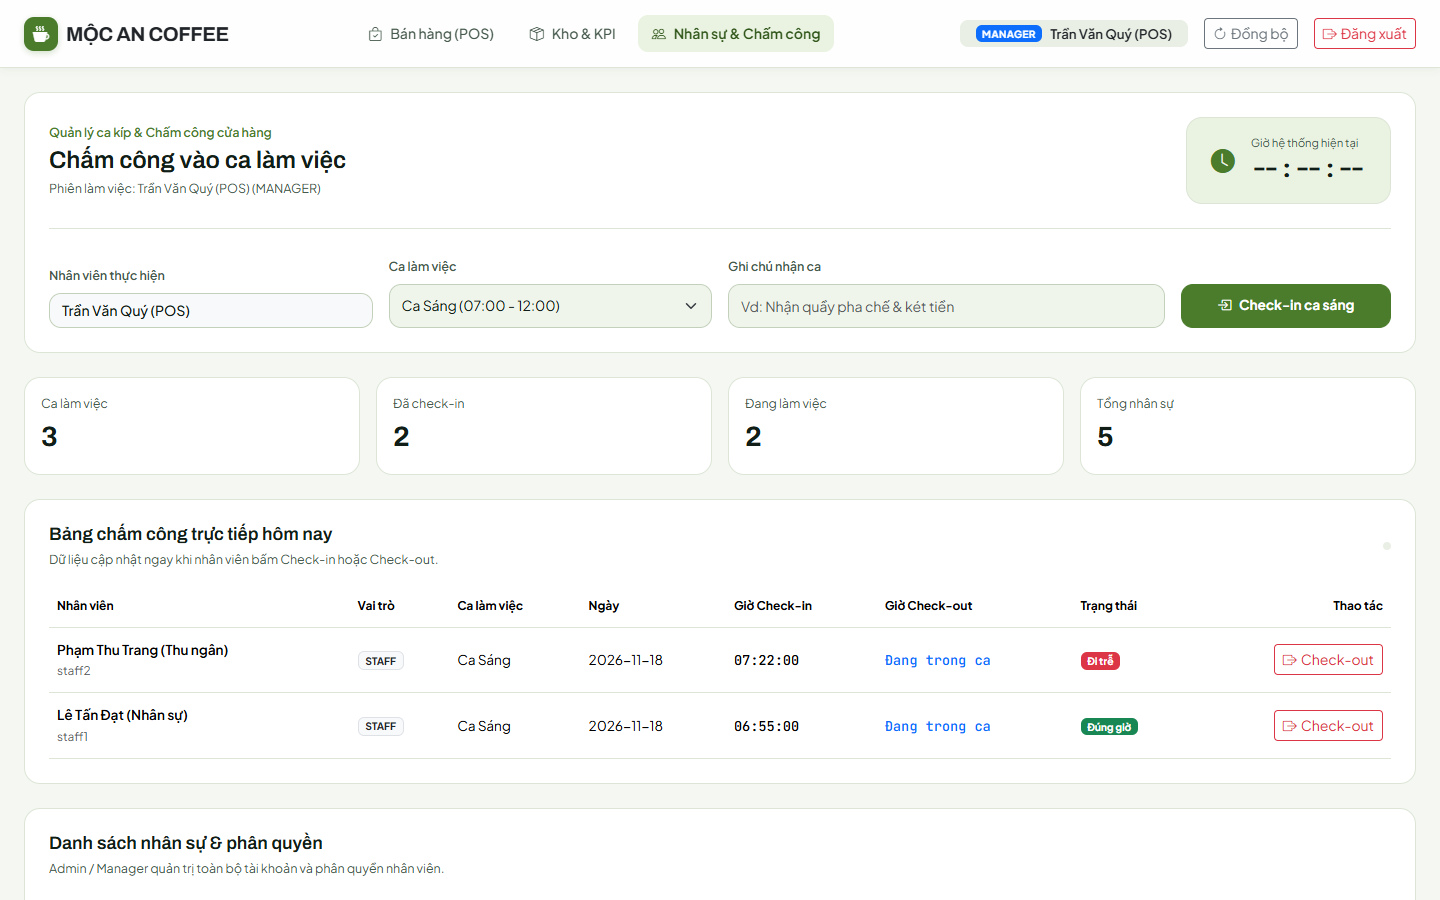 MỘC AN COFFEE
Bán hàng (POS)
Kho & KPI
Nhân sự & Chấm công
MANAGER Trần Văn Quý (POS)
Đồng bộ
Đăng xuất
Quản lý ca kíp & Chấm công cửa hàng
Chấm công vào ca làm việc
Phiên làm việc: Trần Văn Quý (POS) (MANAGER)
Giờ hệ thống hiện tại
--:--:--
Nhân viên thực hiện
Trần Văn Quý (POS)
Ca làm việc
Ca Sáng (07:00 - 12:00)
Ghi chú nhận ca
Vd: Nhận quầy pha chế & két tiền
Check-in ca sáng
Ca làm việc
3
Đã check-in
2
Đang làm việc
2
Tổng nhân sự
5
Bảng chấm công trực tiếp hôm nay
Dữ liệu cập nhật ngay khi nhân viên bấm Check-in hoặc Check-out.
Nhân viên Vai trò Ca làm việc Ngày Giờ Check-in Giờ Check-out Trạng thái Thao tác
Phạm Thu Trang (Thu ngân) STAFF Ca Sáng 2026-11-18 07:22:00 Đang trong ca Đi trễ Check-out
staff2
Lê Tấn Đạt (Nhân sự) STAFF Ca Sáng 2026-11-18 06:55:00 Đang trong ca Đúng giờ Check-out
staff1
Danh sách nhân sự & phân quyền
Admin / Manager quản trị toàn bộ tài khoản và phân quyền nhân viên.